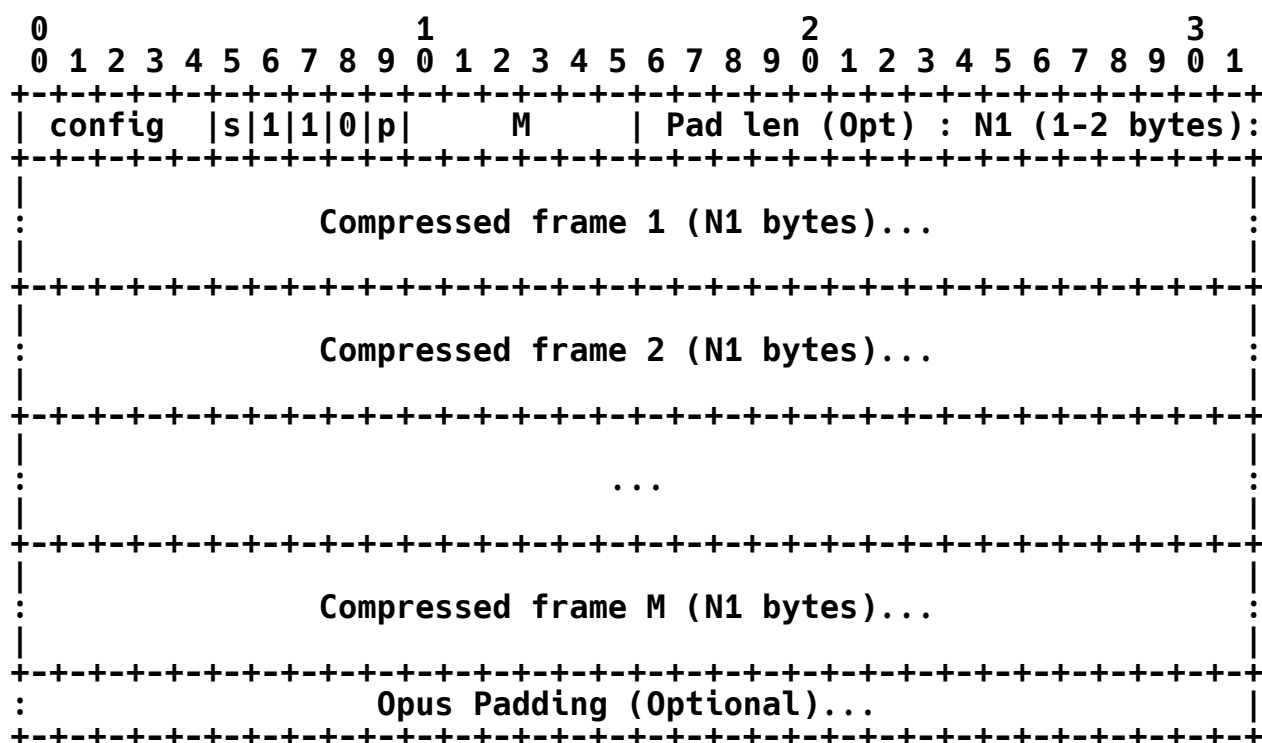 0                   1                   2                   3
 0 1 2 3 4 5 6 7 8 9 0 1 2 3 4 5 6 7 8 9 0 1 2 3 4 5 6 7 8 9 0 1
+-+-+-+-+-+-+-+-+-+-+-+-+-+-+-+-+-+-+-+-+-+-+-+-+-+-+-+-+-+-+-+-+
| config  |s|1|1|0|p|     M     | Pad len (Opt) : N1 (1-2 bytes):
+-+-+-+-+-+-+-+-+-+-+-+-+-+-+-+-+-+-+-+-+-+-+-+-+-+-+-+-+-+-+-+-+
|                                                               |
:               Compressed frame 1 (N1 bytes)...                :
|                                                               |
+-+-+-+-+-+-+-+-+-+-+-+-+-+-+-+-+-+-+-+-+-+-+-+-+-+-+-+-+-+-+-+-+
|                                                               |
:               Compressed frame 2 (N1 bytes)...                :
|                                                               |
+-+-+-+-+-+-+-+-+-+-+-+-+-+-+-+-+-+-+-+-+-+-+-+-+-+-+-+-+-+-+-+-+
|                                                               |
:                              ...                              :
|                                                               |
+-+-+-+-+-+-+-+-+-+-+-+-+-+-+-+-+-+-+-+-+-+-+-+-+-+-+-+-+-+-+-+-+
|                                                               |
:               Compressed frame M (N1 bytes)...                :
|                                                               |
+-+-+-+-+-+-+-+-+-+-+-+-+-+-+-+-+-+-+-+-+-+-+-+-+-+-+-+-+-+-+-+-+
:                  Opus Padding (Optional)...                   |
+-+-+-+-+-+-+-+-+-+-+-+-+-+-+-+-+-+-+-+-+-+-+-+-+-+-+-+-+-+-+-+-+